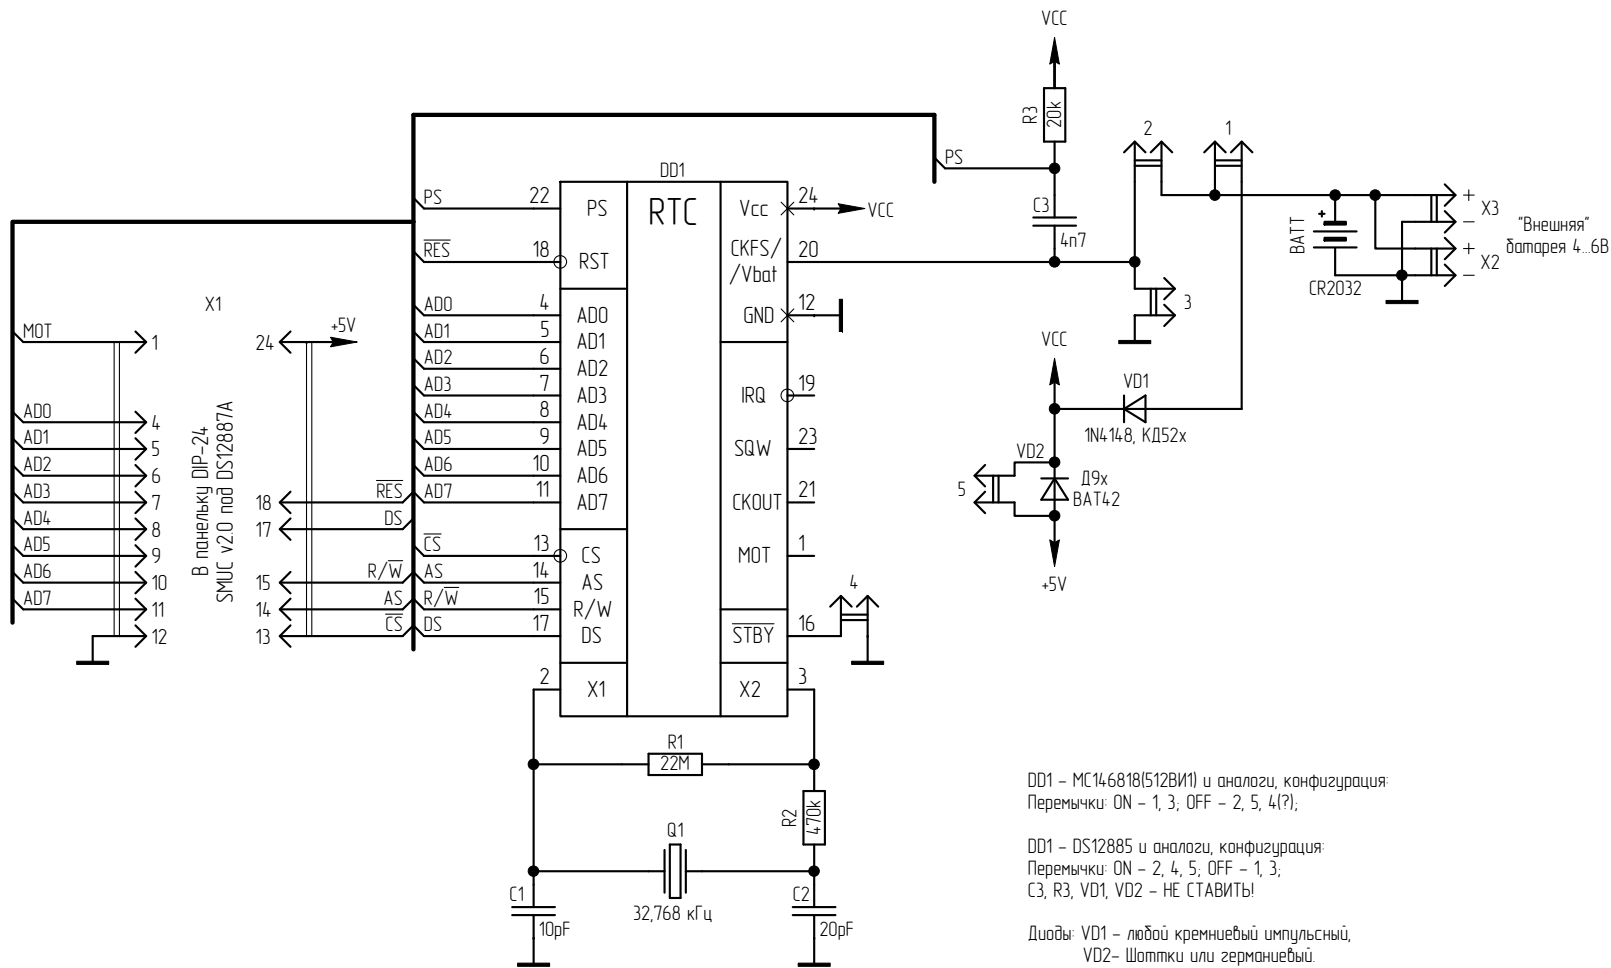 VCC
R3
20k
2
1
PS
DD1
PS
22
PS
RTC
Vcc
24
VCC
C3
4n7
BATT
+
CR2032
+
X3
−
+
X2
−
"Внешняя"
батарея 4...6В
RES
18
RST
CKFS/
/Vbat
20
3
X1
AD0
4
AD0
GND
12
MOT
1
24
+5V
AD1
5
AD1
AD2
6
AD2
AD3
7
AD3
IRQ
19
AD4
8
AD4
AD5
9
AD5
SQW
23
AD6
10
AD6
AD7
11
AD7
CKOUT
21
VCC
VD1
1N4148, КД52х
VD2
5
Д9х
BAT42
+5V
AD0
4
AD1
5
AD2
6
AD3
7
AD4
8
AD5
9
AD6
10
AD7
11
12
В панельку DIP-24
SMUC v2.0 под DS12887A
18
RES
17
DS
15
R/W
14
AS
13
CS
CS
13
CS
MOT
1
AS
14
AS
R/W
15
R/W
DS
17
DS
STBY
16
4
2
X1
X2
3
R1
22M
R2
470k
Q1
32,768 кГц
C1
10pF
C2
20pF
DD1 – MC146818(512ВИ1) и аналоги, конфигурация:
Перемычки: ON – 1, 3; OFF – 2, 5, 4(?);
DD1 – DS12885 и аналоги, конфигурация:
Перемычки: ON – 2, 4, 5; OFF – 1, 3;
C3, R3, VD1, VD2 – НЕ СТАВИТЬ!
Диоды: VD1 – любой кремниевый импульсный,
VD2– Шоттки или германиевый.